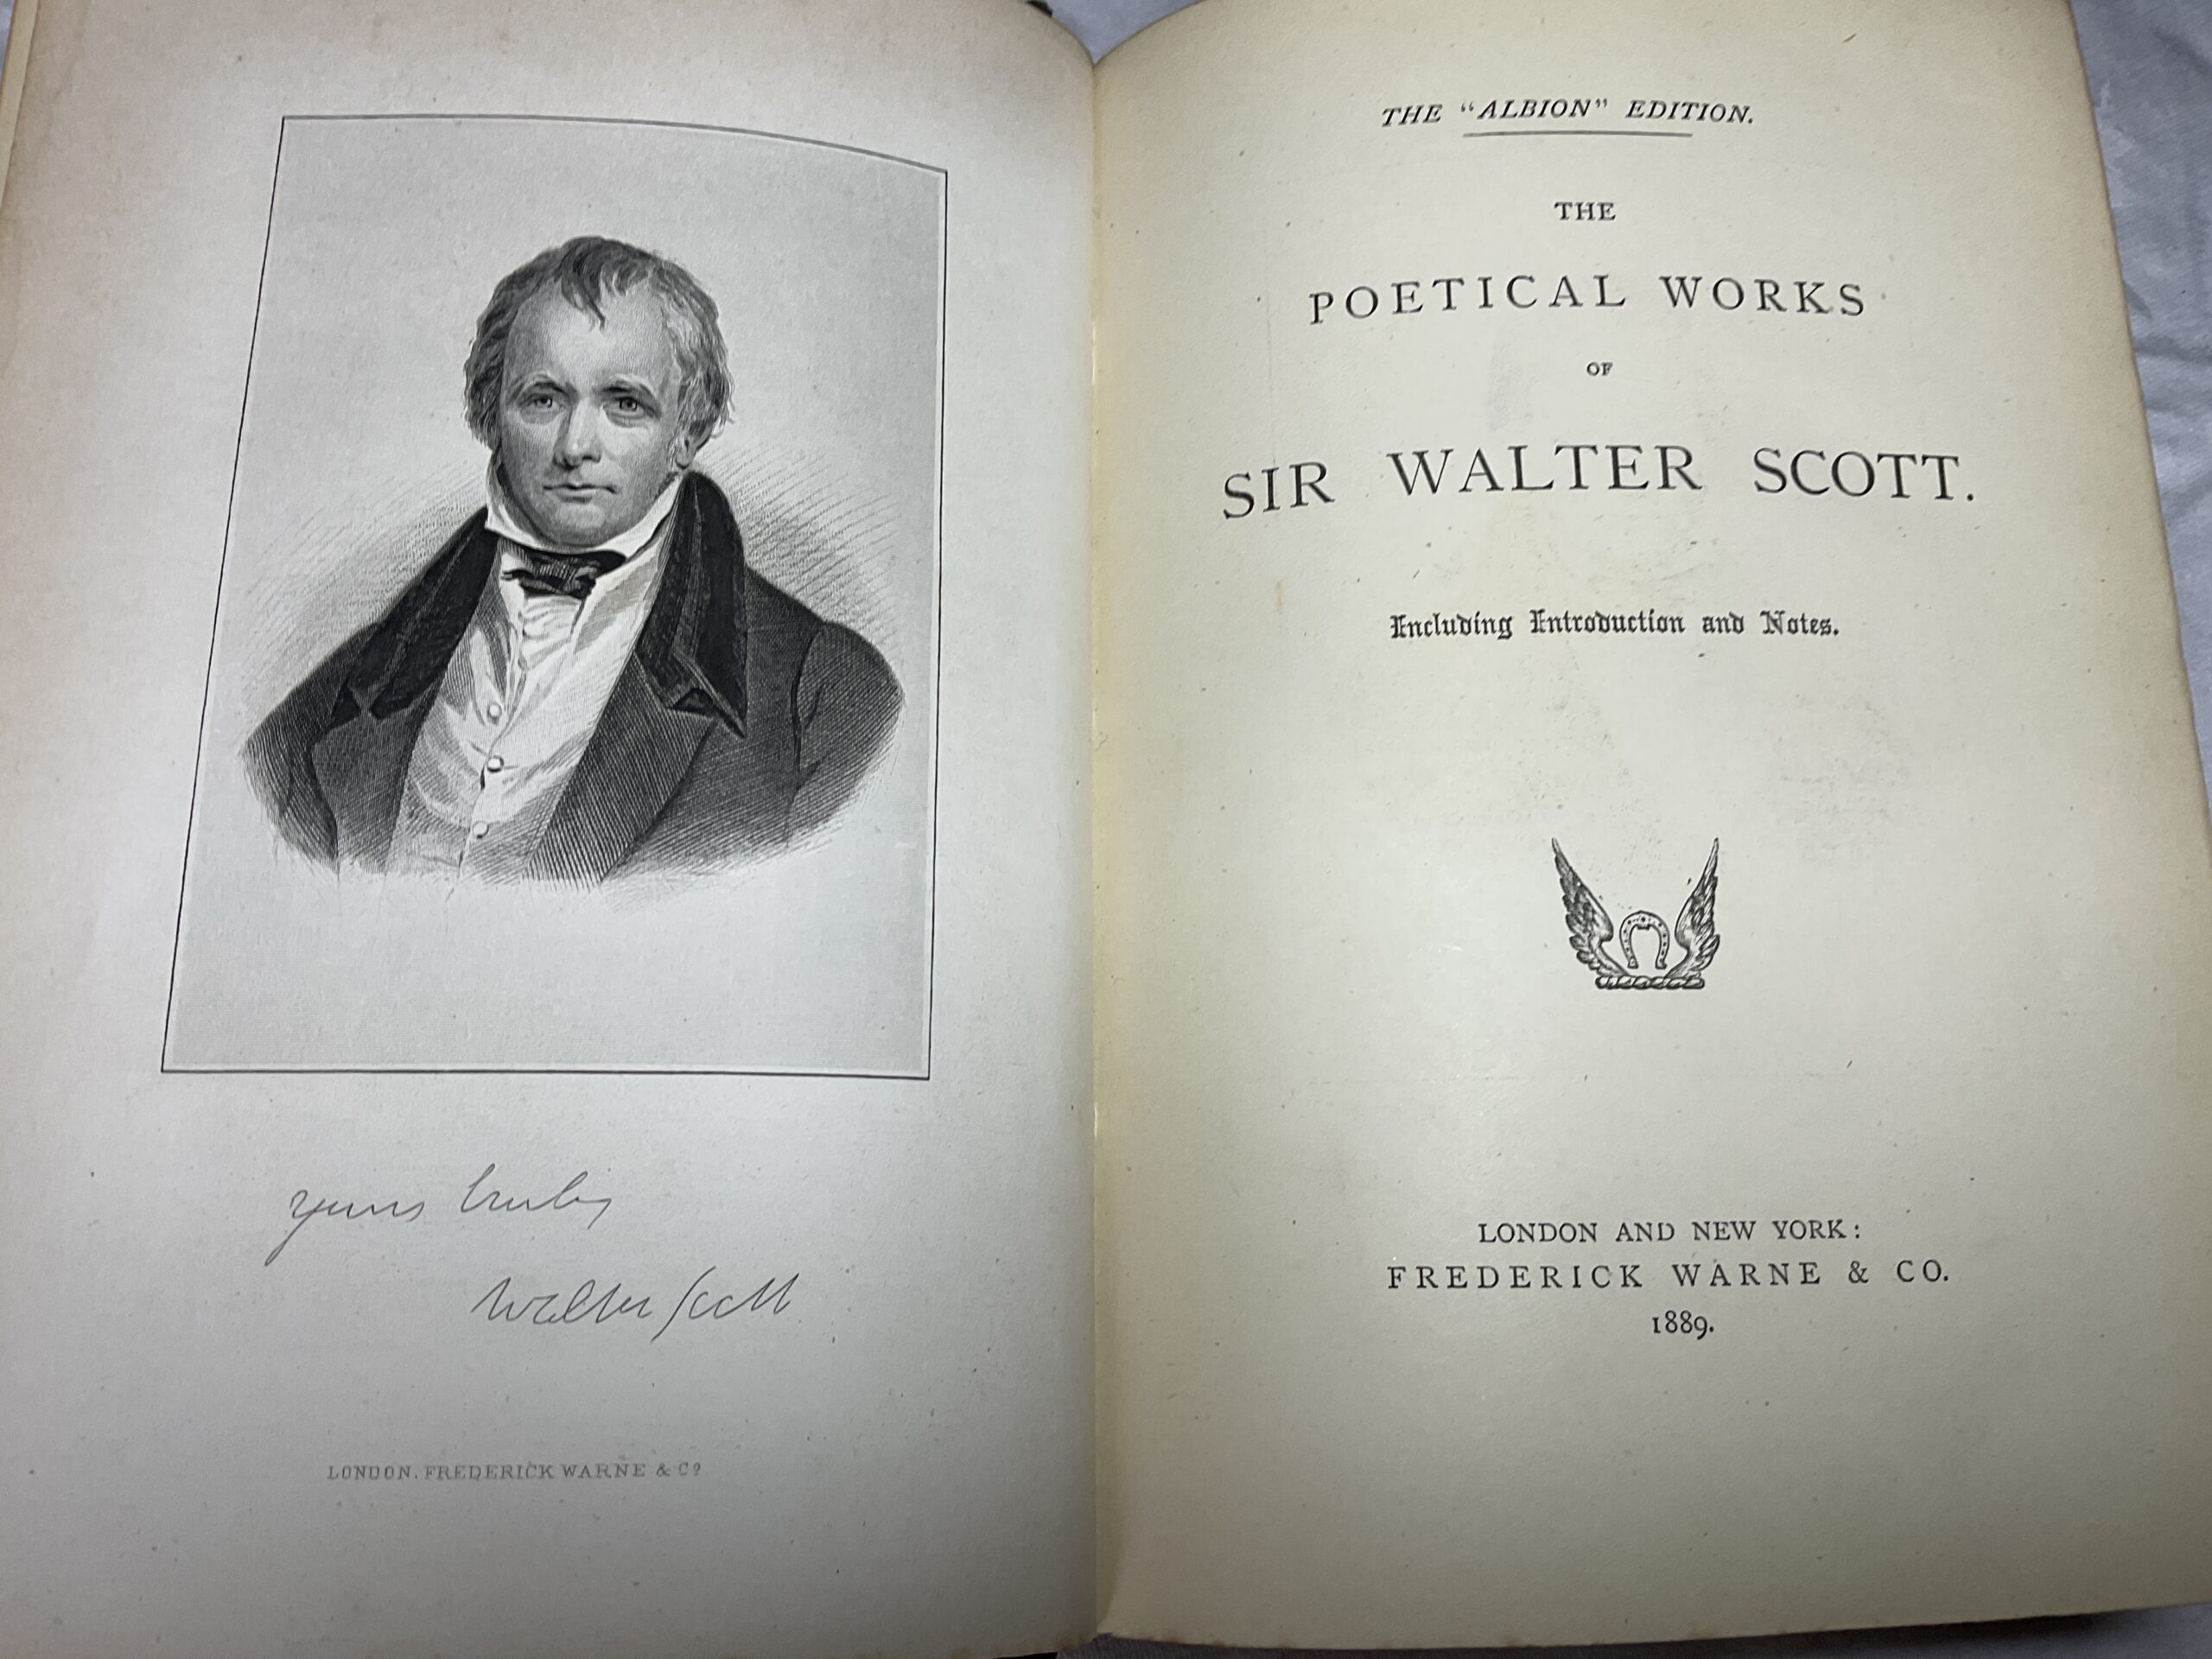 yours truly
Walter Scott
LONDON. FREDERICK WARNE & Co.
THE “ALBION” EDITION.
THE
POETICAL WORKS
OF
SIR WALTER SCOTT.
Including Introduction and Notes.
LONDON AND NEW YORK:
FREDERICK WARNE & CO.
1889.